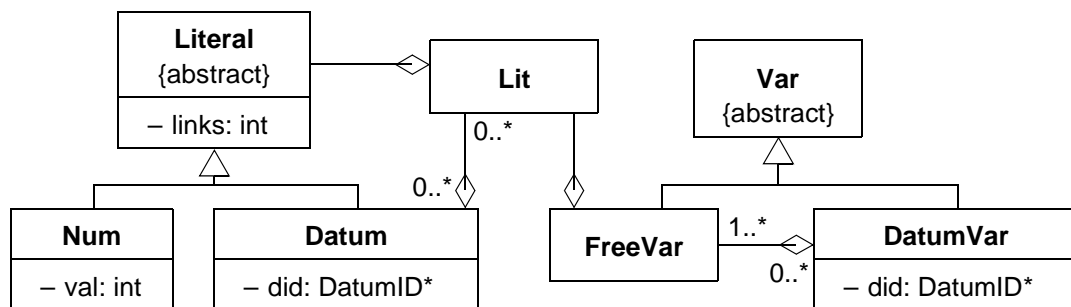 Literal
{abstract}
– links: int
Lit
Var
{abstract}
0..*
0..*
Num
– val: int
Datum
– did: DatumID*
FreeVar
1..*
0..*
DatumVar
– did: DatumID*